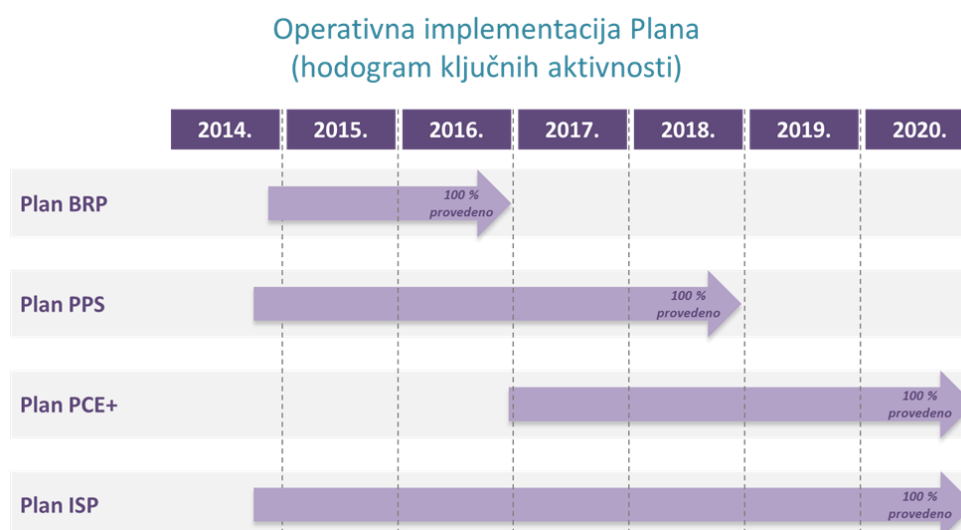 Operativna implementacija Plana
(hodogram ključnih aktivnosti)
2014. 2015. 2016. 2017. 2018. 2019. 2020.
Plan BRP
100 %
provedeno
Plan PPS
100 %
provedeno
Plan PCE+
100 %
provedeno
Plan ISP
100 %
provedeno